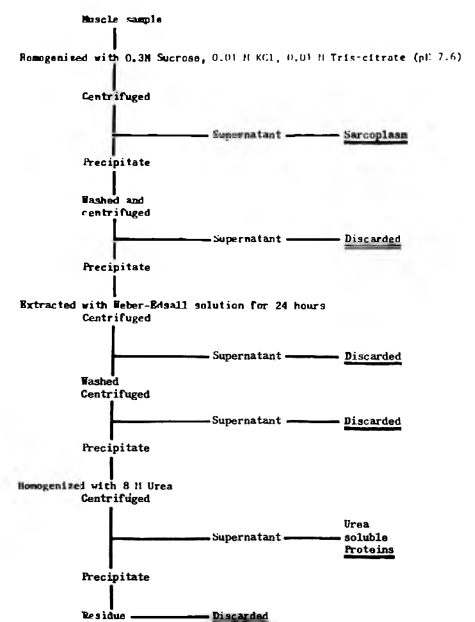 Muscle sample
Homogenized with 0.3M Sucrose, 0.01 M KCl, 0.01 M Tris-citrate (pH 7.6)
Centrifuged
Supernatant Sarcoplasm
Precipitate
Washed and
centrifuged
Supernatant Discarded
Precipitate
Extracted with Weber-Edsall solution for 24 hours
Centrifuged
Supernatant Discarded
Washed
Centrifuged
Supernatant Discarded
Precipitate
Homogenized with 8 M Urea
Centrifuged
Supernatant Urea
soluble
Proteins
Precipitate
Residue Discarded